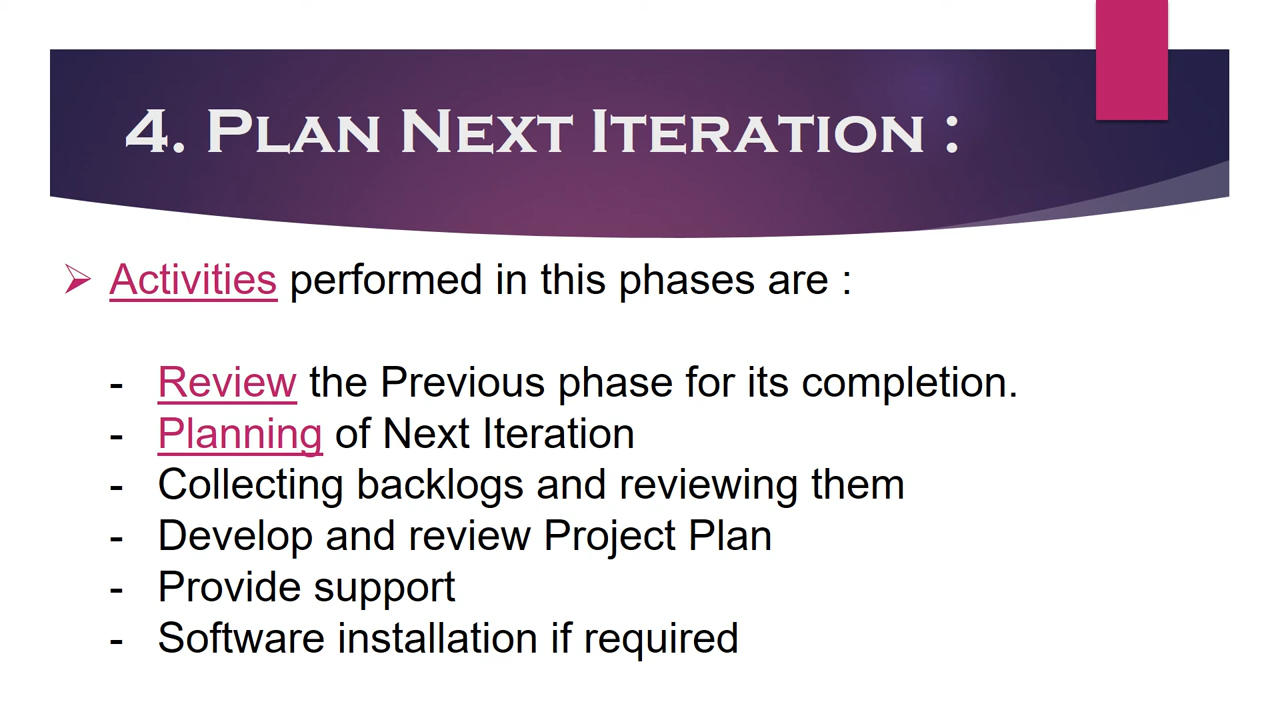 4. Plan Next Iteration :
➢ Activities performed in this phases are :
- Review the Previous phase for its completion.
- Planning of Next Iteration
- Collecting backlogs and reviewing them
- Develop and review Project Plan
- Provide support
- Software installation if required